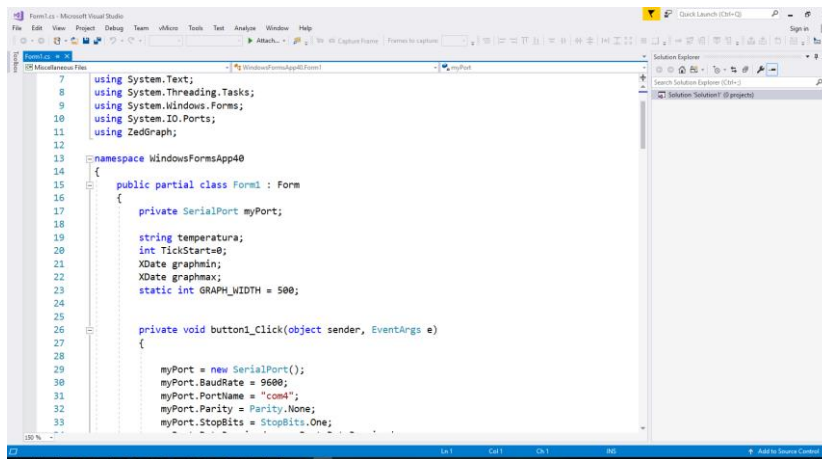 Form1.cs - Microsoft Visual Studio
Quick Launch (Ctrl+Q)
File Edit View Project Debug Team vMicro Tools Test Analyze Window Help
Sign in
Attach...
Capture Frame Frames to capture
Toolbox
Form1.cs
Solution Explorer
Miscellaneous Files
WindowsFormsApp40.Form1
myPort
Search Solution Explorer (Ctrl+;)
Solution 'Solution1' (0 projects)
7 using System.Text;
8 using System.Threading.Tasks;
9 using System.Windows.Forms;
10 using System.IO.Ports;
11 using ZedGraph;
12
13 namespace WindowsFormsApp40
14 {
15 public partial class Form1 : Form
16 {
17 private SerialPort myPort;
18
19 string temperatura;
20 int TickStart=0;
21 XDate graphmin;
22 XDate graphmax;
23 static int GRAPH_WIDTH = 500;
24
25
26 private void button1_Click(object sender, EventArgs e)
27 {
28
29 myPort = new SerialPort();
30 myPort.BaudRate = 9600;
31 myPort.PortName = "com4";
32 myPort.Parity = Parity.None;
33 myPort.StopBits = StopBits.One;
150 %
Ln 1 Col 1 Ch 1 INS
Add to Source Control